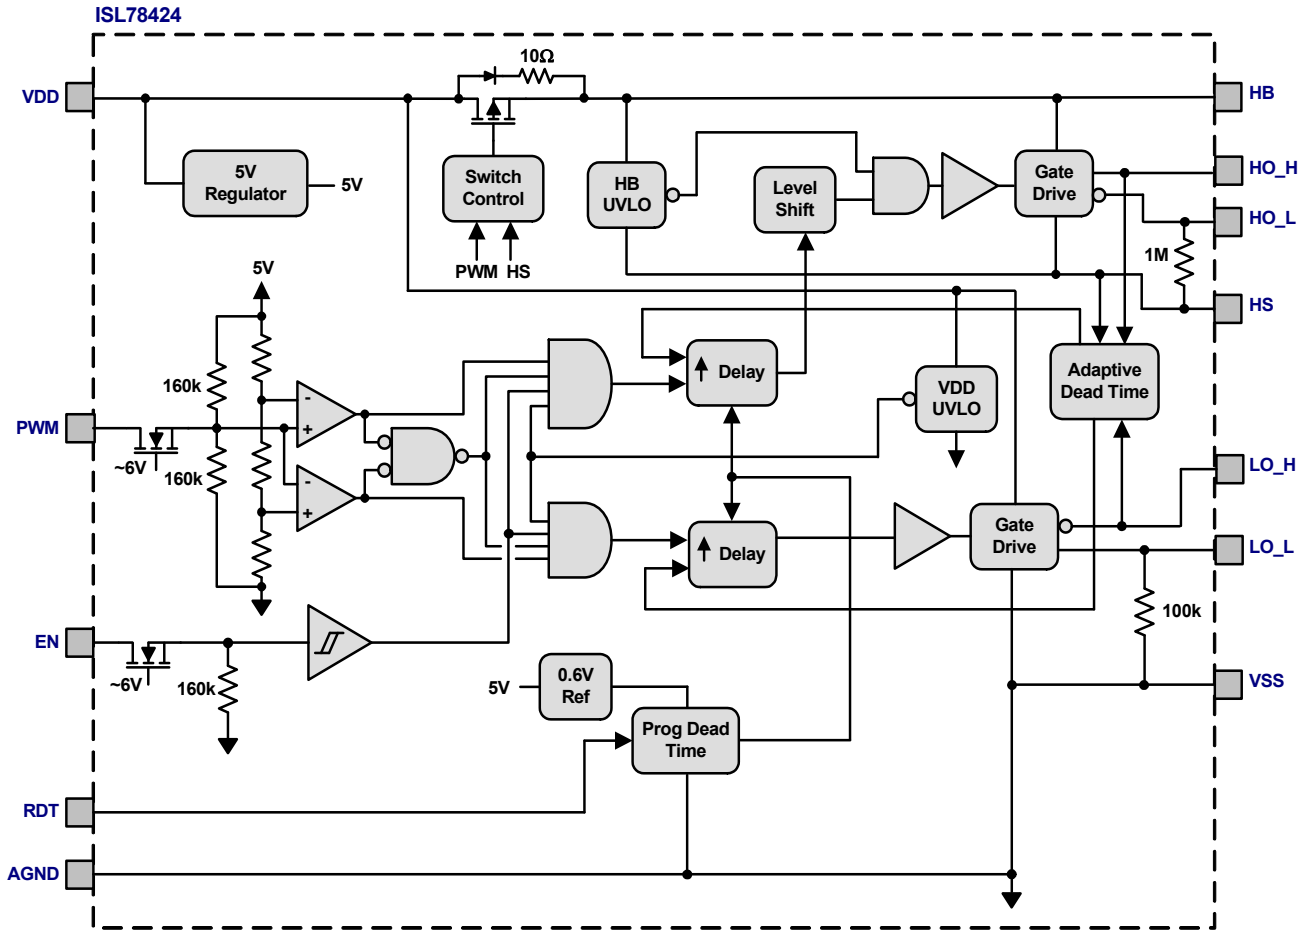 ISL78424
10Ω
VDD
HB
5V
Regulator
5V
Switch
Control
HB
UVLO
Level
Shift
Gate
Drive
HO_H
HO_L
PWM HS
1M
5V
HS
160k
-
+
↑ Delay
VDD
UVLO
Adaptive
Dead Time
PWM
~6V
160k
-
+
LO_H
Gate
Drive
↑ Delay
LO_L
100k
EN
~6V
160k
5V
0.6V
Ref
VSS
Prog Dead
Time
RDT
AGND